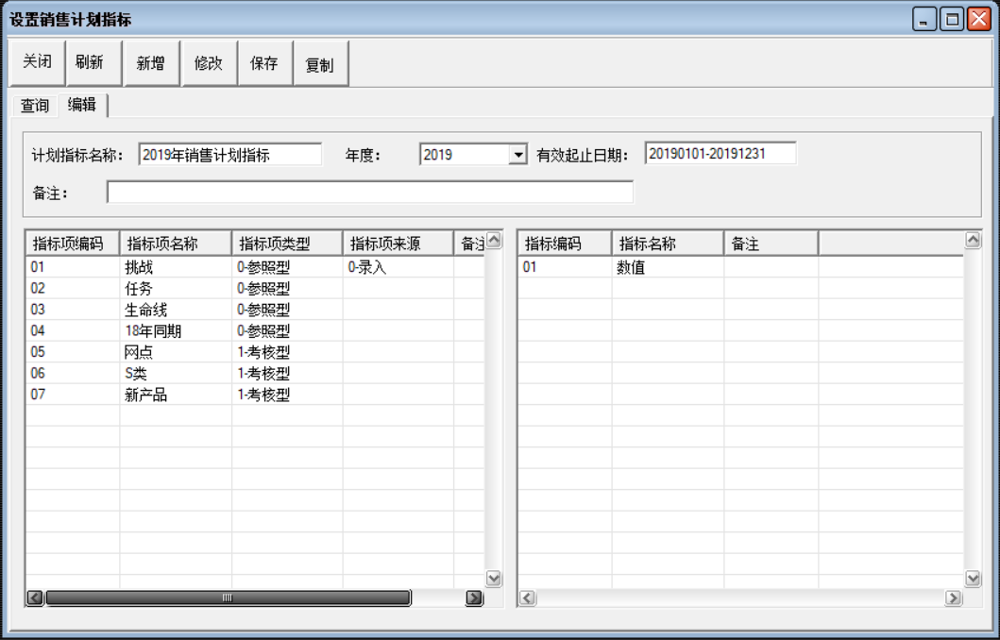 设置销售计划指标
关闭 刷新 新增 修改 保存 复制
查询 编辑
计划指标名称： 2019年销售计划指标 年度： 2019 有效起止日期： 20190101-20191231
备注：
指标项编码 指标项名称 指标项类型 指标项来源 备注 指标编码 指标名称 备注
01 挑战 0-参照型 0-录入 01 数值
02 任务 0-参照型
03 生命线 0-参照型
04 18年同期 0-参照型
05 网点 1-考核型
06 S类 1-考核型
07 新产品 1-考核型